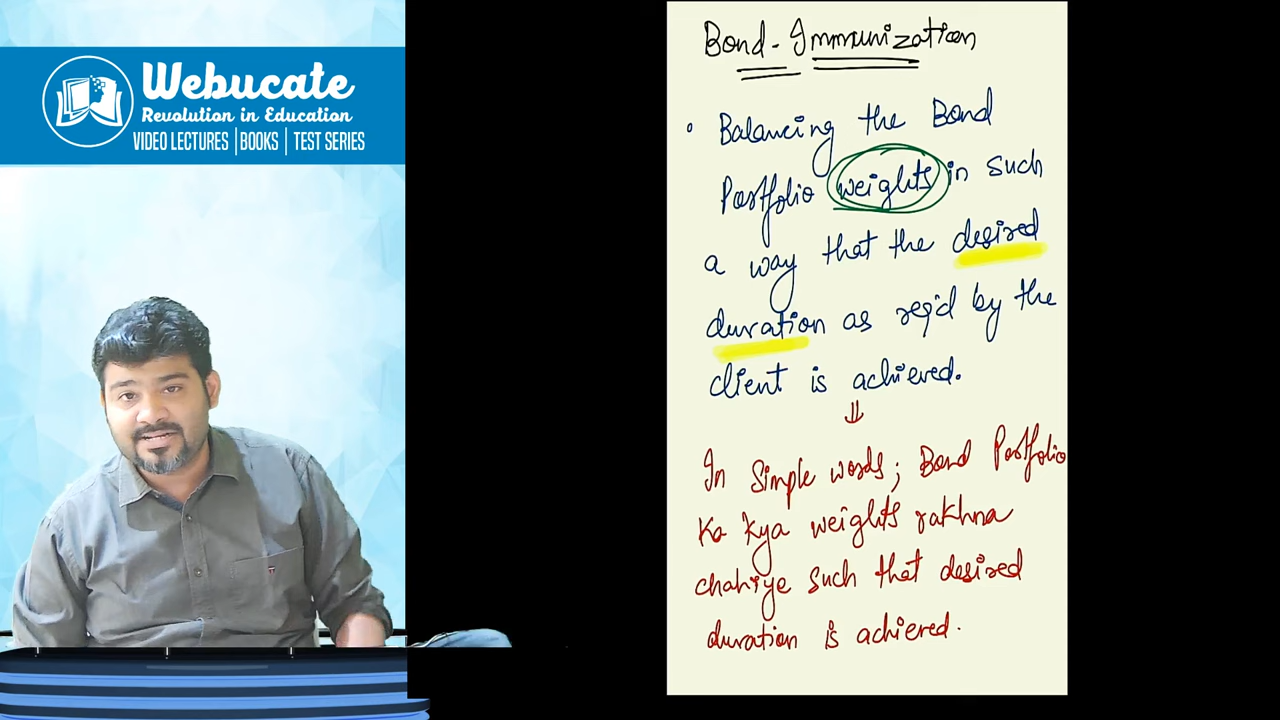 Webucate
Revolution in Education
VIDEO LECTURES | BOOKS | TEST SERIES
Bond - Immunization
• Balancing the Bond
Portfolio weights in such
a way that the desired
duration as req'd by the
client is achieved.
⇓
In Simple words; Bond Portfolio
Ka Kya weights rakhna
chahiye such that desired
duration is achieved.